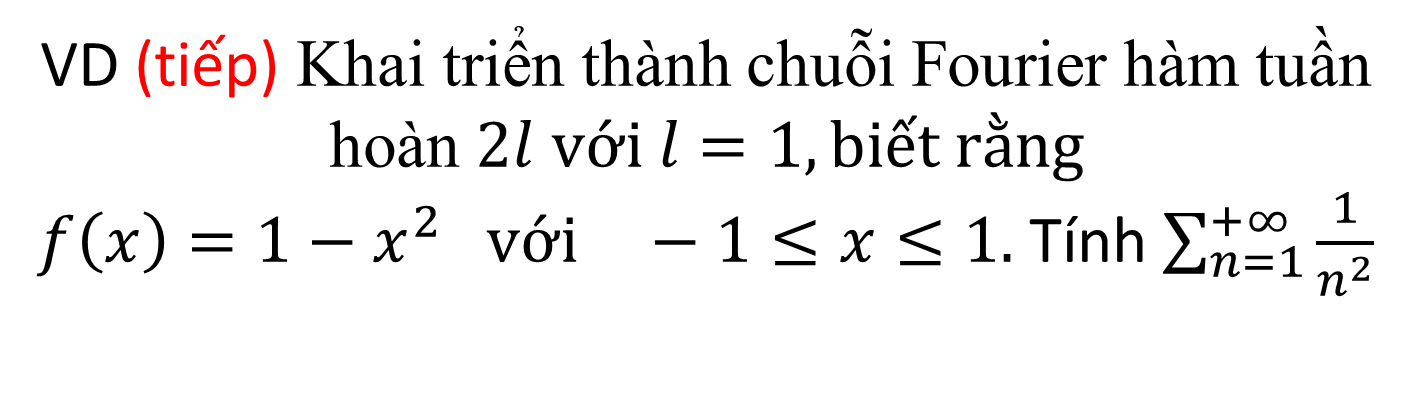 VD (tiếp) Khai triển thành chuỗi Fourier hàm tuần
hoàn 2l với l = 1, biết rằng
f(x) = 1 − x² với − 1 ≤ x ≤ 1. Tính ∑_{n=1}^{+∞} 1/n²